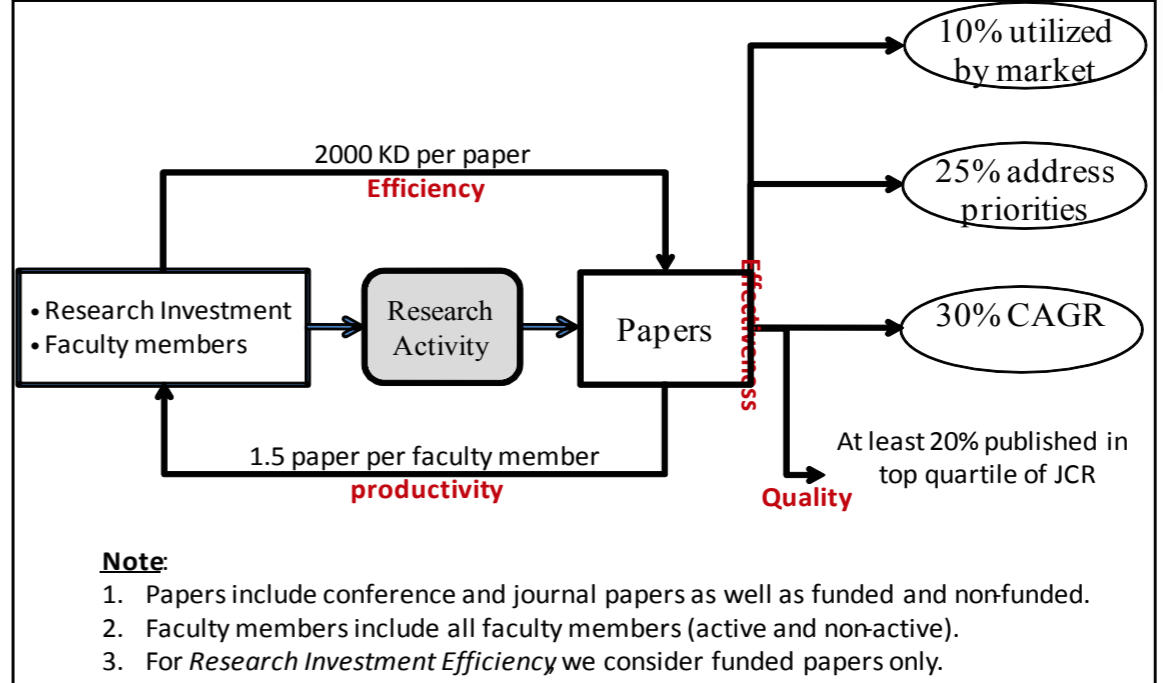 10% utilized
by market
2000 KD per paper
Efficiency
25% address
priorities
• Research Investment
• Faculty members
Research
Activity
Papers
Effectiveness
30% CAGR
1.5 paper per faculty member
productivity
At least 20% published in
top quartile of JCR
Quality
Note:
1. Papers include conference and journal papers as well as funded and non-funded.
2. Faculty members include all faculty members (active and non-active).
3. For Research Investment Efficiency, we consider funded papers only.